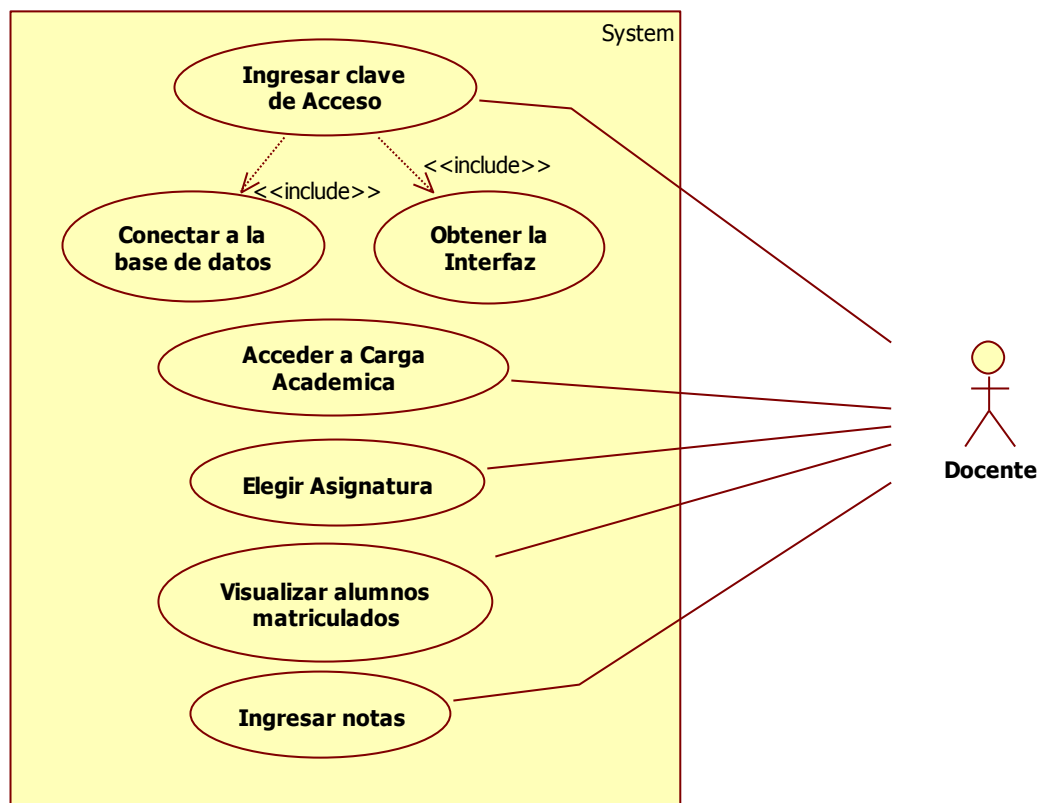 System
Ingresar clave
de Acceso
<<include>>
<<include>>
Conectar a la
base de datos
Obtener la
Interfaz
Acceder a Carga
Academica
Elegir Asignatura
Visualizar alumnos
matriculados
Ingresar notas
Docente